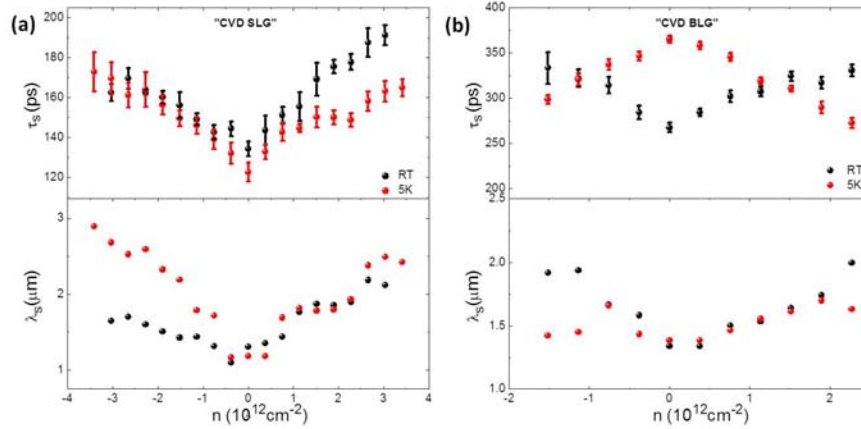 (a)
"CVD SLG"
200
180
160
140
120
τs(ps)
RT
5K
3
2
1
λs(μm)
-4 -3 -2 -1 0 1 2 3 4
n (10¹²cm⁻²)
(b)
"CVD BLG"
400
350
300
250
200
τs(ps)
RT
5K
2.5
2.0
1.5
1.0
λs(μm)
-2 -1 0 1 2
n (10¹²cm⁻²)